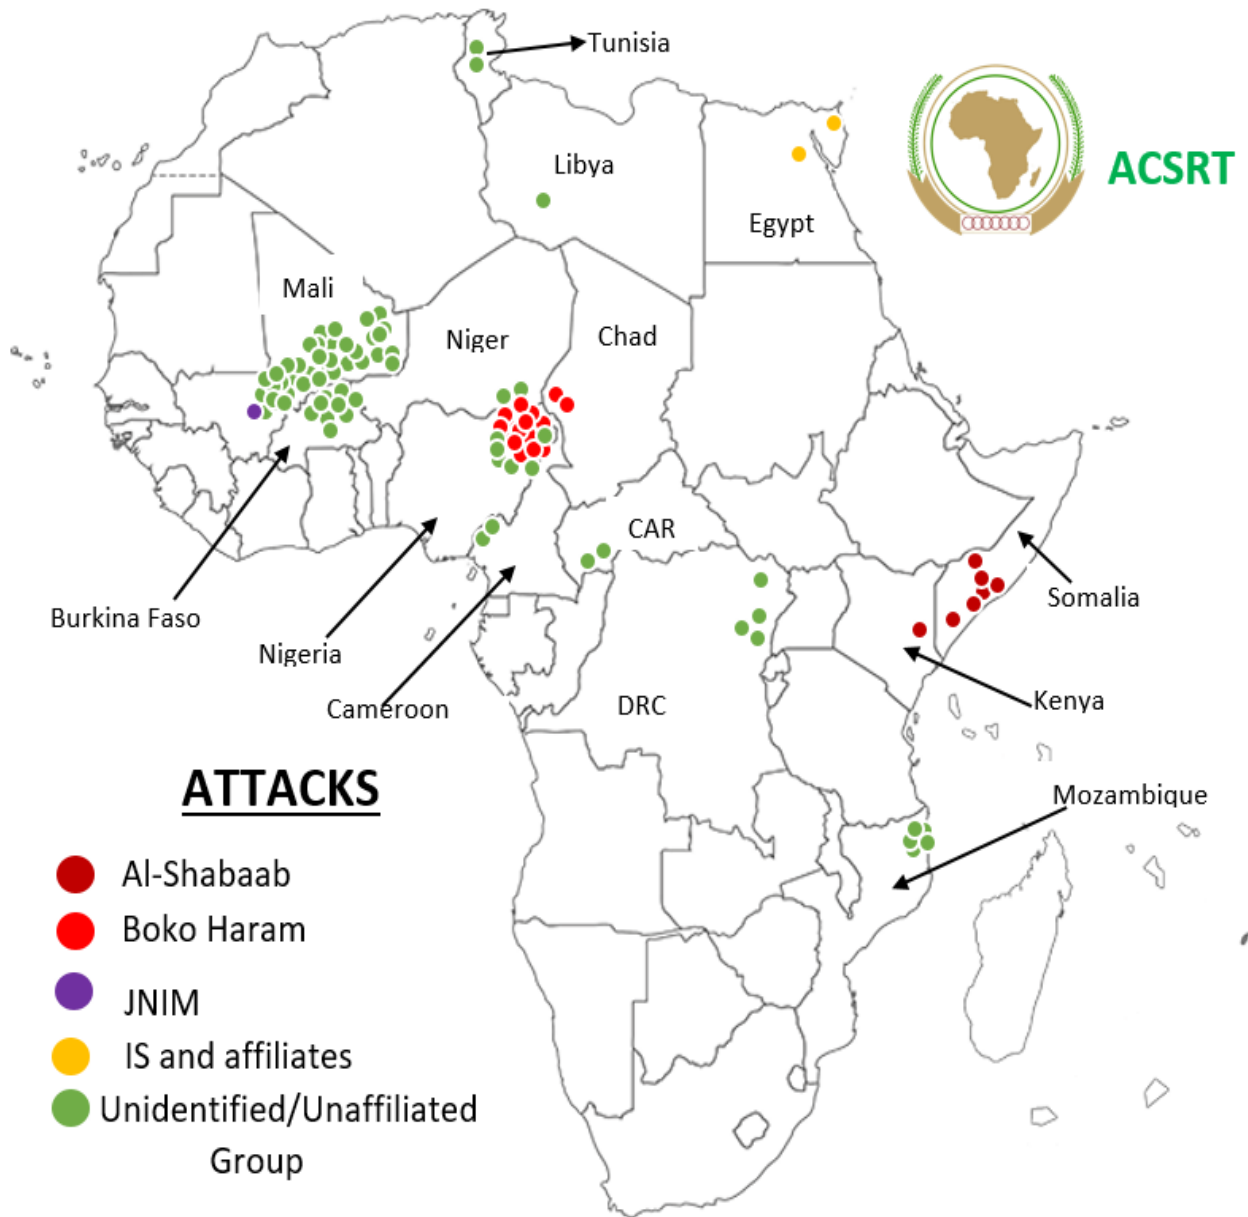 Tunisia
Libya
ACSRT
Egypt
Mali
Niger
Chad
CAR
Burkina Faso
Somalia
Nigeria
Cameroon
DRC
Kenya
ATTACKS
Mozambique
Al-Shabaab
Boko Haram
JNIM
IS and affiliates
Unidentified/Unaffiliated
Group